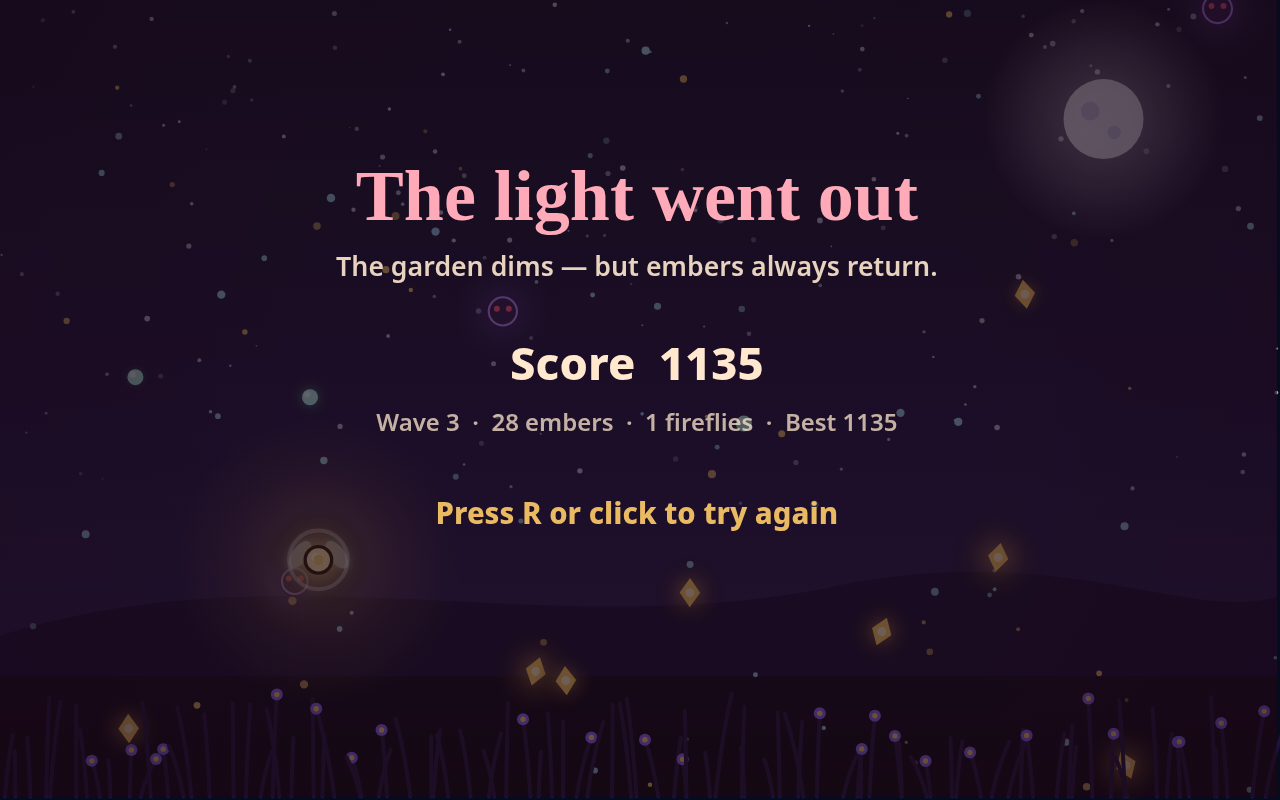 The light went out
The garden dims — but embers always return.
Score 1135
Wave 3 · 28 embers · 1 fireflies · Best 1135
Press R or click to try again